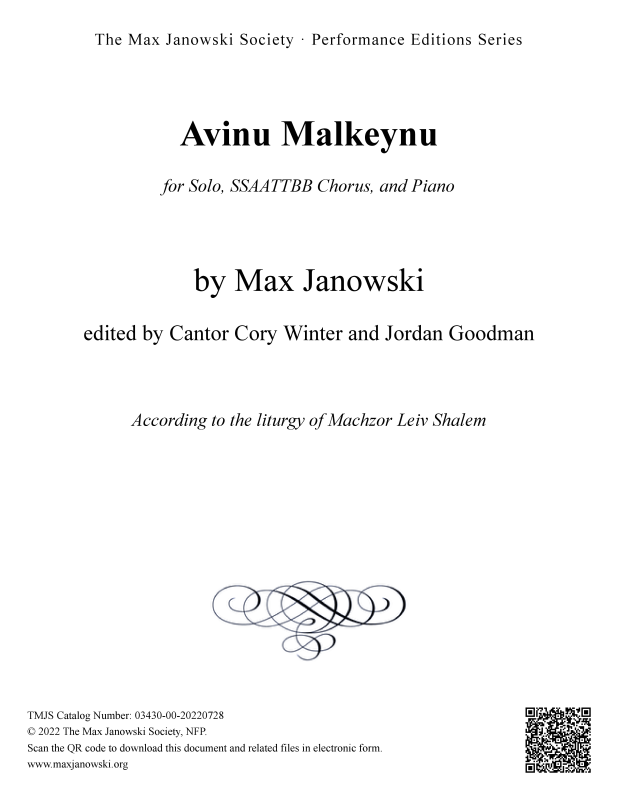 The Max Janowski Society · Performance Editions Series
Avinu Malkeynu
for Solo, SSAATTBB Chorus, and Piano
by Max Janowski
edited by Cantor Cory Winter and Jordan Goodman
According to the liturgy of Machzor Leiv Shalem
TMJS Catalog Number: 03430-00-20220728
© 2022 The Max Janowski Society, NFP.
Scan the QR code to download this document and related files in electronic form.
www.maxjanowski.org